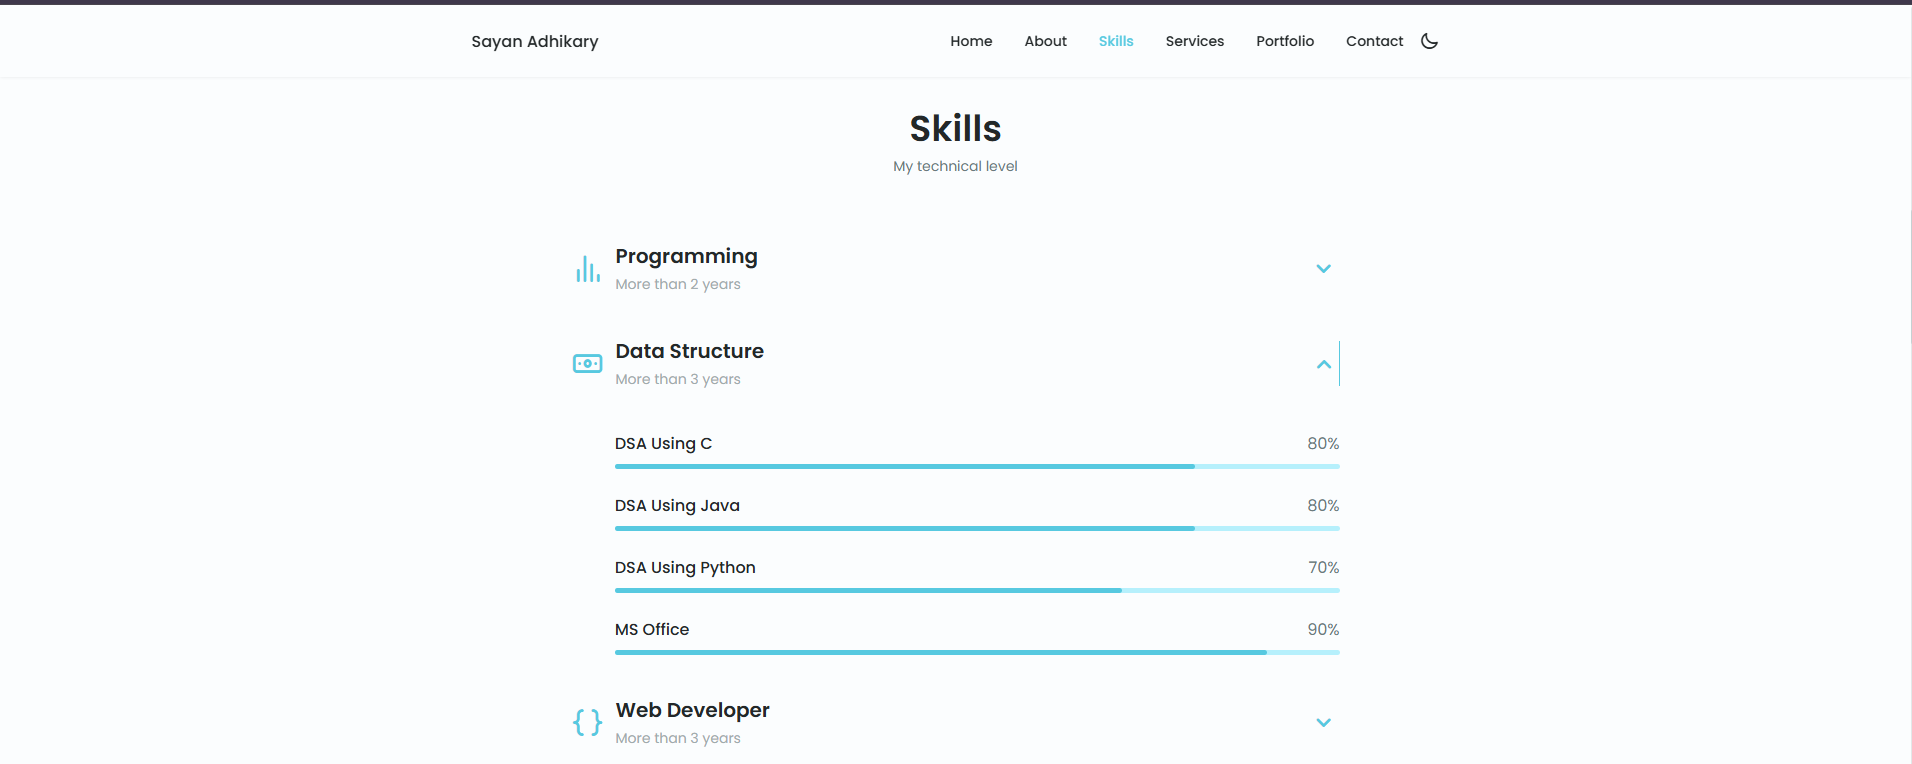 Sayan Adhikary
Home About Skills Services Portfolio Contact
Skills
My technical level
Programming
More than 2 years
Data Structure
More than 3 years
DSA Using C 80%
DSA Using Java 80%
DSA Using Python 70%
MS Office 90%
Web Developer
More than 3 years